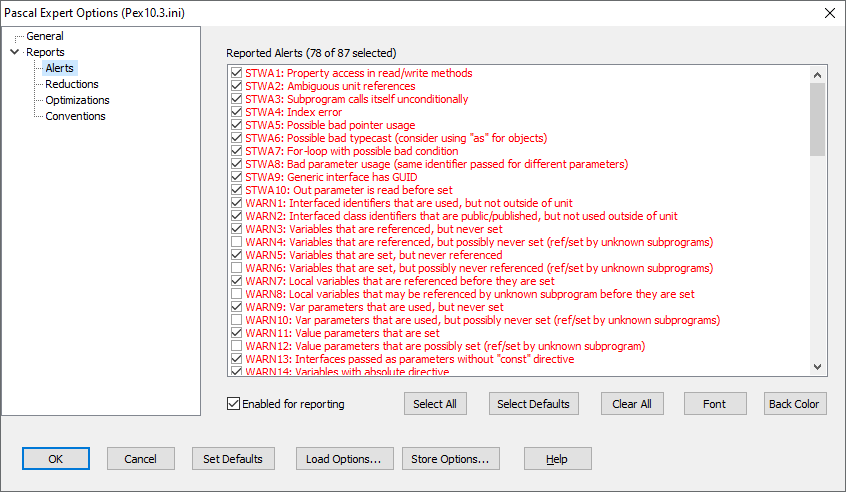 Pascal Expert Options (Pex10.3.ini)
General
Reports
Alerts
Reductions
Optimizations
Conventions
Reported Alerts (78 of 87 selected)
STWA1: Property access in read/write methods
STWA2: Ambiguous unit references
STWA3: Subprogram calls itself unconditionally
STWA4: Index error
STWA5: Possible bad pointer usage
STWA6: Possible bad typecast (consider using "as" for objects)
STWA7: For-loop with possible bad condition
STWA8: Bad parameter usage (same identifier passed for different parameters)
STWA9: Generic interface has GUID
STWA10: Out parameter is read before set
WARN1: Interfaced identifiers that are used, but not outside of unit
WARN2: Interfaced class identifiers that are public/published, but not used outside of unit
WARN3: Variables that are referenced, but never set
WARN4: Variables that are referenced, but possibly never set (ref/set by unknown subprograms)
WARN5: Variables that are set, but never referenced
WARN6: Variables that are set, but possibly never referenced (ref/set by unknown subprograms)
WARN7: Local variables that are referenced before they are set
WARN8: Local variables that may be referenced by unknown subprogram before they are set
WARN9: Var parameters that are used, but never set
WARN10: Var parameters that are used, but possibly never set (ref/set by unknown subprograms)
WARN11: Value parameters that are set
WARN12: Value parameters that are possibly set (ref/set by unknown subprogram)
WARN13: Interfaces passed as parameters without "const" directive
WARN14: Variables with absolute directive
Enabled for reporting
Select All
Select Defaults
Clear All
Font
Back Color
OK
Cancel
Set Defaults
Load Options...
Store Options...
Help